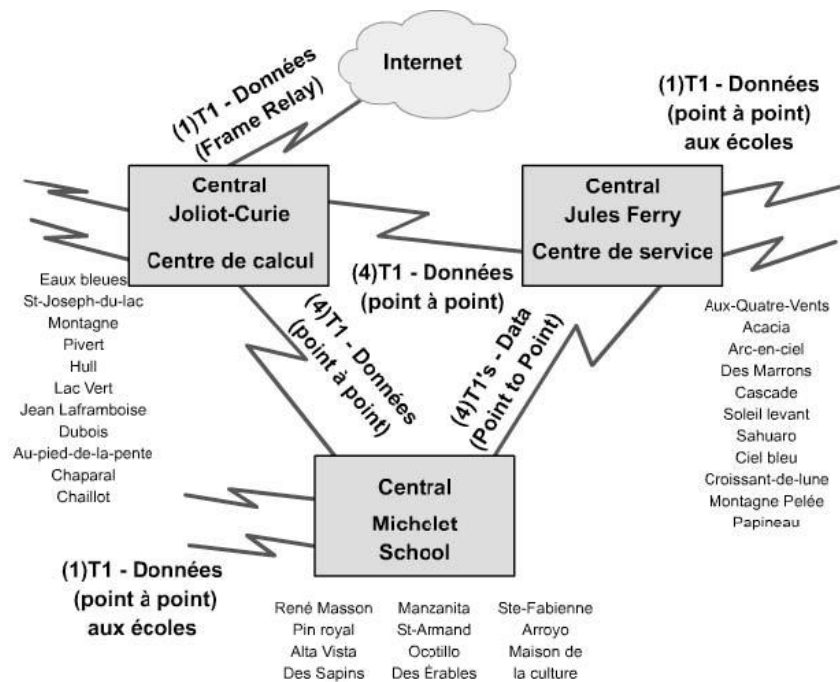 Internet
(1)T1 - Données
(Frame Relay)
(1)T1 - Données
(point à point)
aux écoles
Central
Joliot-Curie
Centre de calcul
Central
Jules Ferry
Centre de service
(4)T1 - Données
(point à point)
(4)T1 - Données
(point à point)
(4)T1's - Data
(Point to Point)
Eaux bleues
St-Joseph-du-lac
Montagne
Pivert
Hull
Lac Vert
Jean Laframboise
Dubois
Au-pied-de-la-pente
Chaparal
Chaillot
Aux-Quatre-Vents
Acacia
Arc-en-ciel
Des Marrons
Cascade
Soleil levant
Sahuaro
Ciel bleu
Croissant-de-lune
Montagne Pelée
Papineau
Central
Michelet
School
(1)T1 - Données
(point à point)
aux écoles
René Masson
Pin royal
Alta Vista
Des Sapins
Manzanita
St-Armand
Ocotillo
Des Érables
Ste-Fabienne
Arroyo
Maison de
la culture